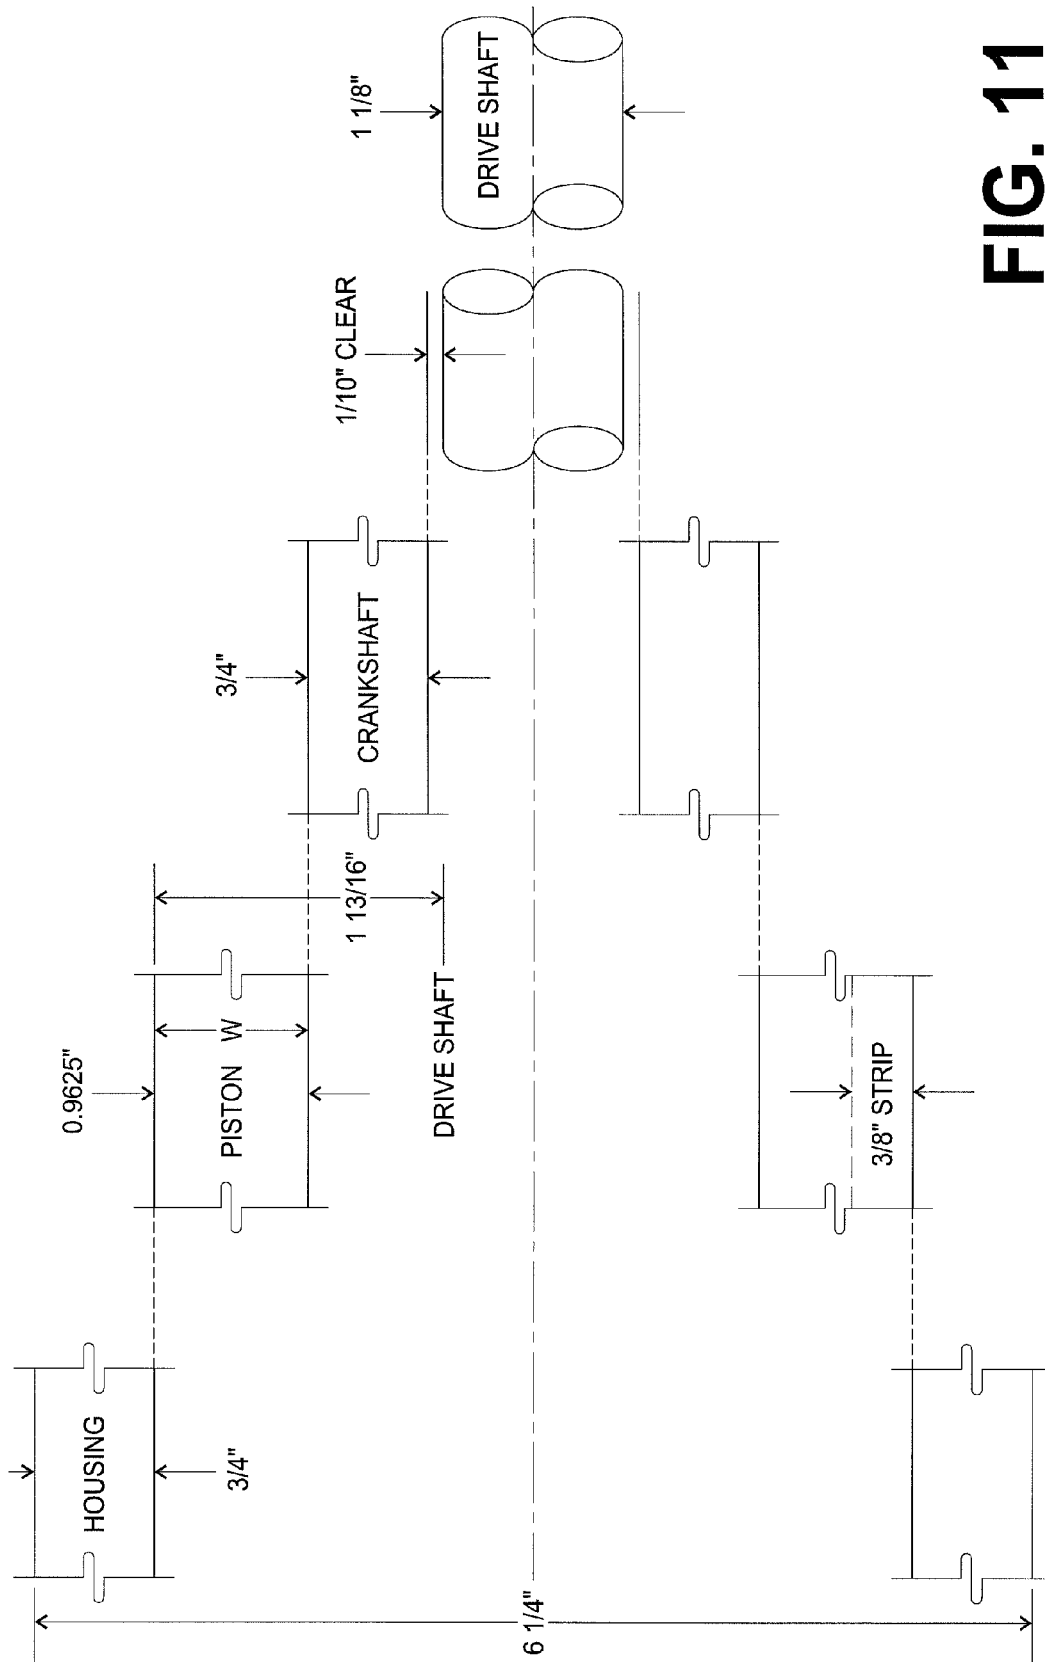 HOUSING
3/4"
6 1/4"
0.9625"
PISTON W
1 13/16"
DRIVE SHAFT
3/8" STRIP
3/4"
CRANKSHAFT
1/10" CLEAR
1 1/8"
DRIVE SHAFT
FIG. 11